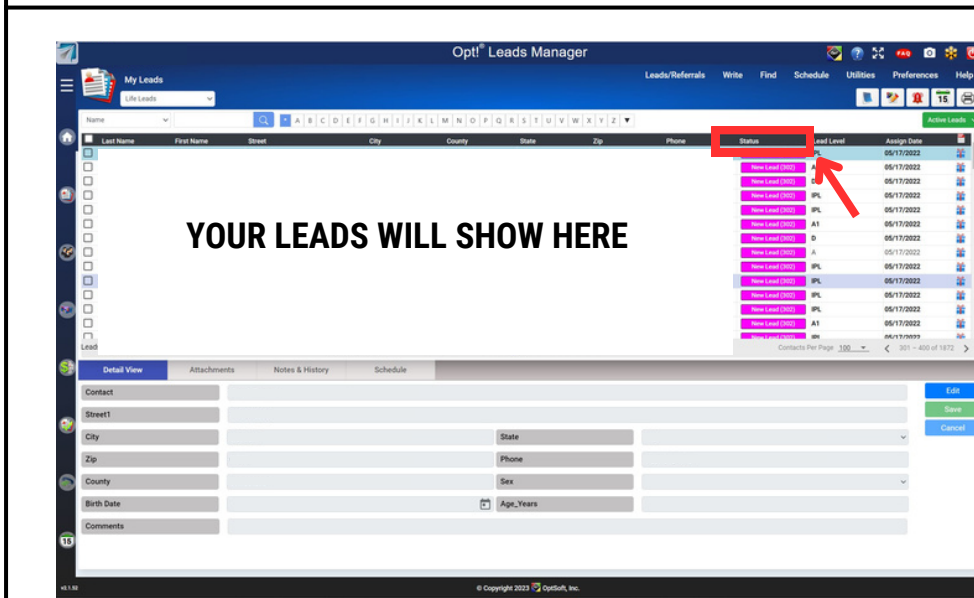 Opt!® Leads Manager
FAQ
My Leads
Leads/Referrals Write Find Schedule Utilities Preferences Help
Life Leads
15
Name
* A B C D E F G H I J K L M N O P Q R S T U V W X Y Z ▼
Active Leads
Last Name First Name Street City County State Zip Phone Status Lead Level Assign Date
05/17/2022
New Lead (302) 05/17/2022
New Lead (302) D 05/17/2022
New Lead (302) IPL 05/17/2022
New Lead (302) IPL 05/17/2022
New Lead (302) A1 05/17/2022
YOUR LEADS WILL SHOW HERE
New Lead (302) D 05/17/2022
New Lead (302) A 05/17/2022
New Lead (302) IPL 05/17/2022
New Lead (302) IPL 05/17/2022
New Lead (302) IPL 05/17/2022
New Lead (302) IPL 05/17/2022
New Lead (302) A1 05/17/2022
New Lead (302) IPL 05/17/2022
Lead Contacts Per Page 100 301 – 400 of 1872
Detail View Attachments Notes & History Schedule
Contact Edit
Street1 Save
City State Cancel
Zip Phone
County Sex
Birth Date Age_Years
Comments
15
© Copyright 2023 OptSoft, Inc.